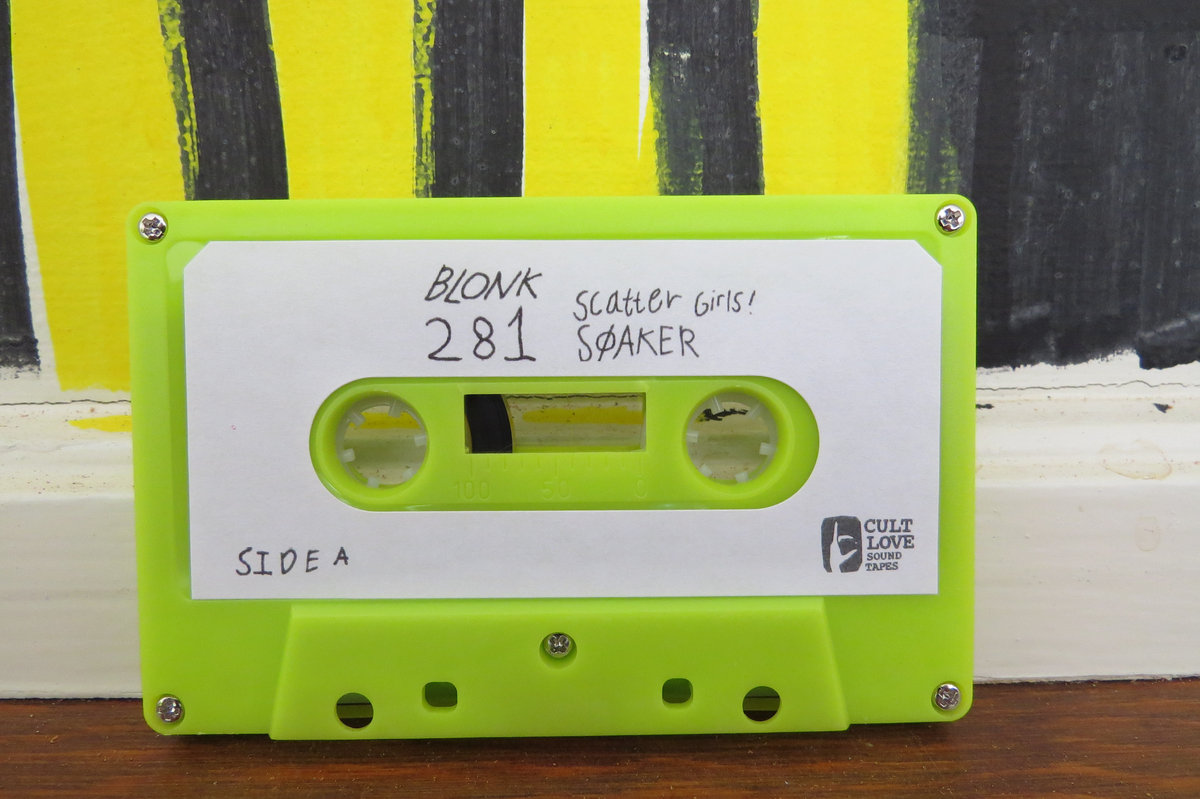 BLONK
281
Scatter Girls!
SØAKER
100 50 0
SIDE A
CULT
LOVE
SOUND
TAPES